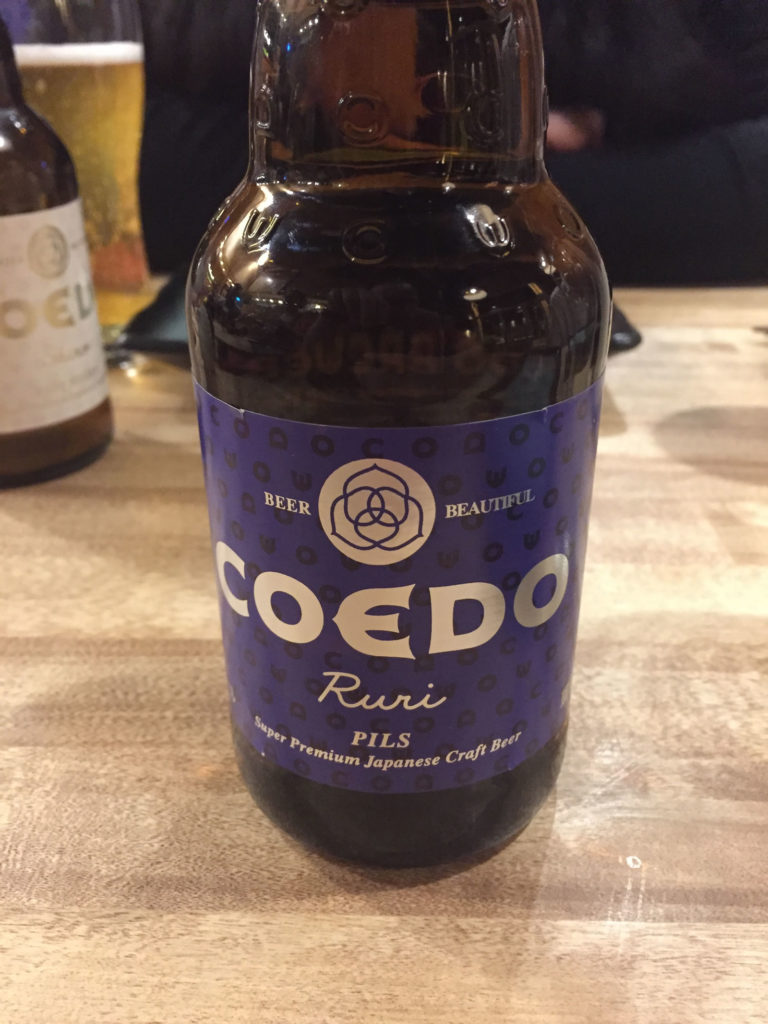 BEER BEAUTIFUL
COEDO
Ruri
PILS
Super Premium Japanese Craft Beer